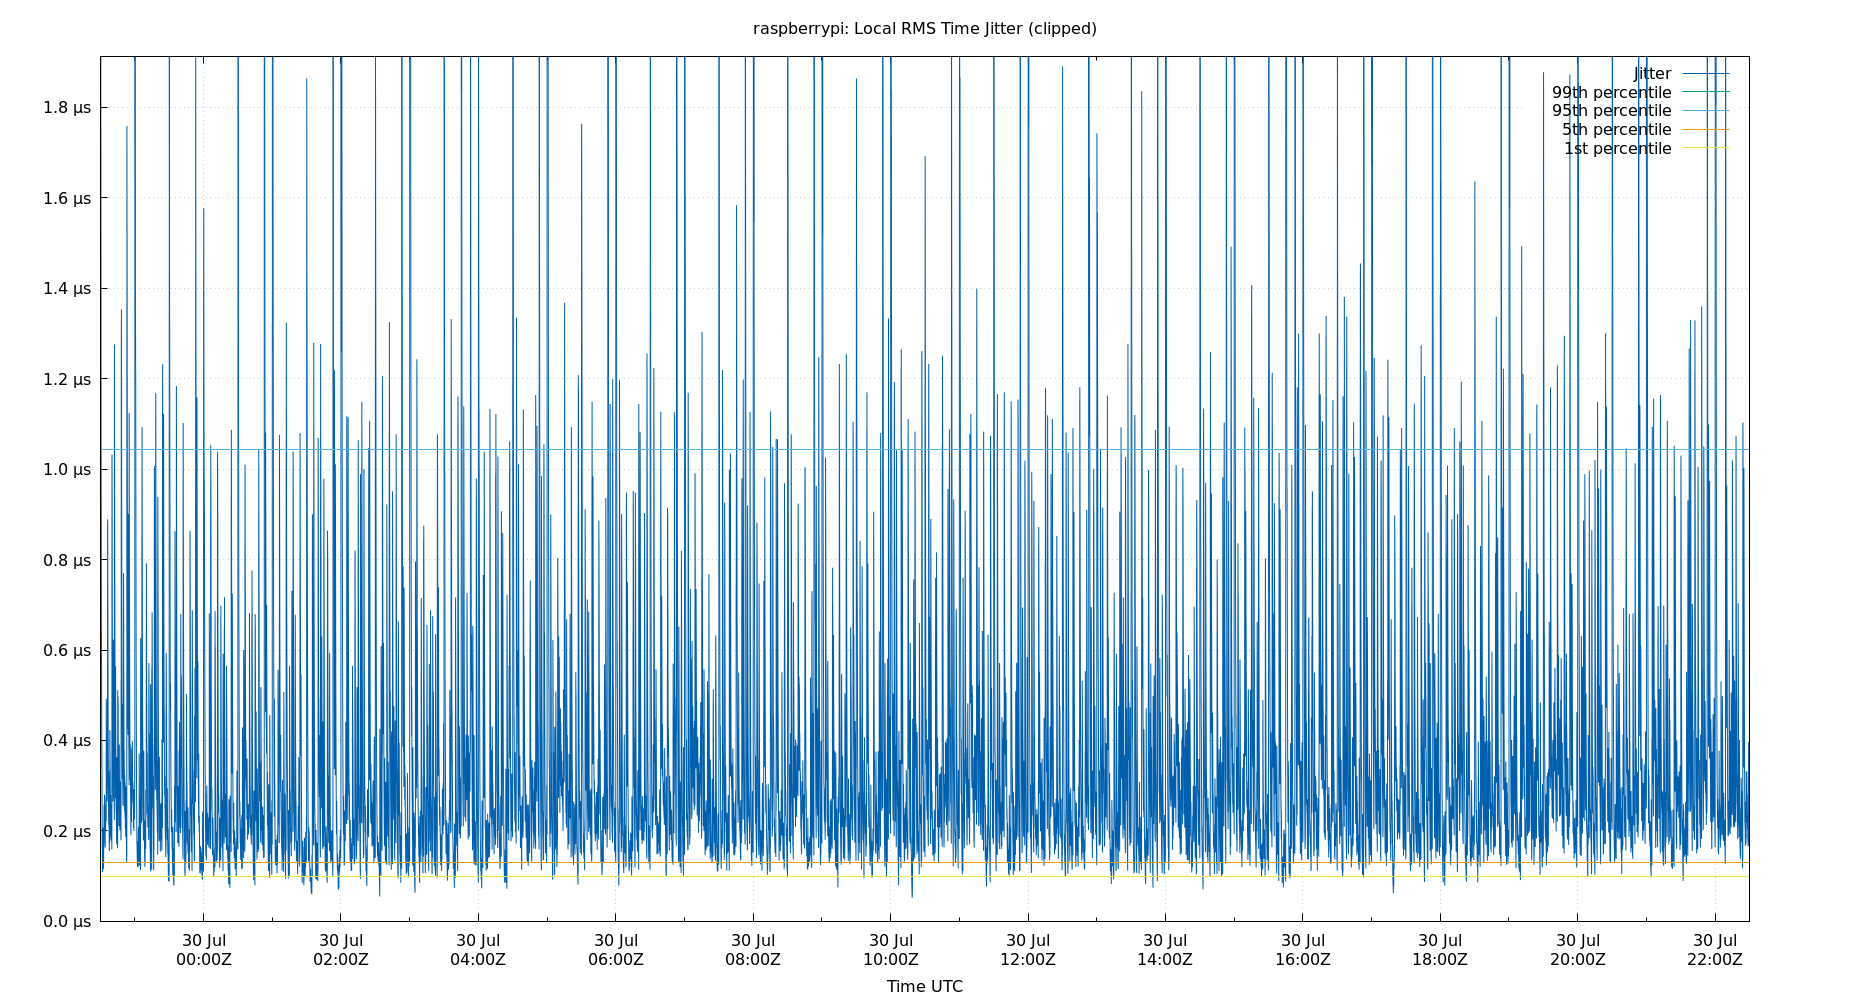 raspberrypi: Local RMS Time Jitter (clipped)
Jitter
99th percentile
95th percentile
5th percentile
1st percentile
1.8 µs
1.6 µs
1.4 µs
1.2 µs
1.0 µs
0.8 µs
0.6 µs
0.4 µs
0.2 µs
0.0 µs
30 Jul 30 Jul 30 Jul 30 Jul 30 Jul 30 Jul 30 Jul 30 Jul 30 Jul 30 Jul 30 Jul 30 Jul
00:00Z 02:00Z 04:00Z 06:00Z 08:00Z 10:00Z 12:00Z 14:00Z 16:00Z 18:00Z 20:00Z 22:00Z
Time UTC